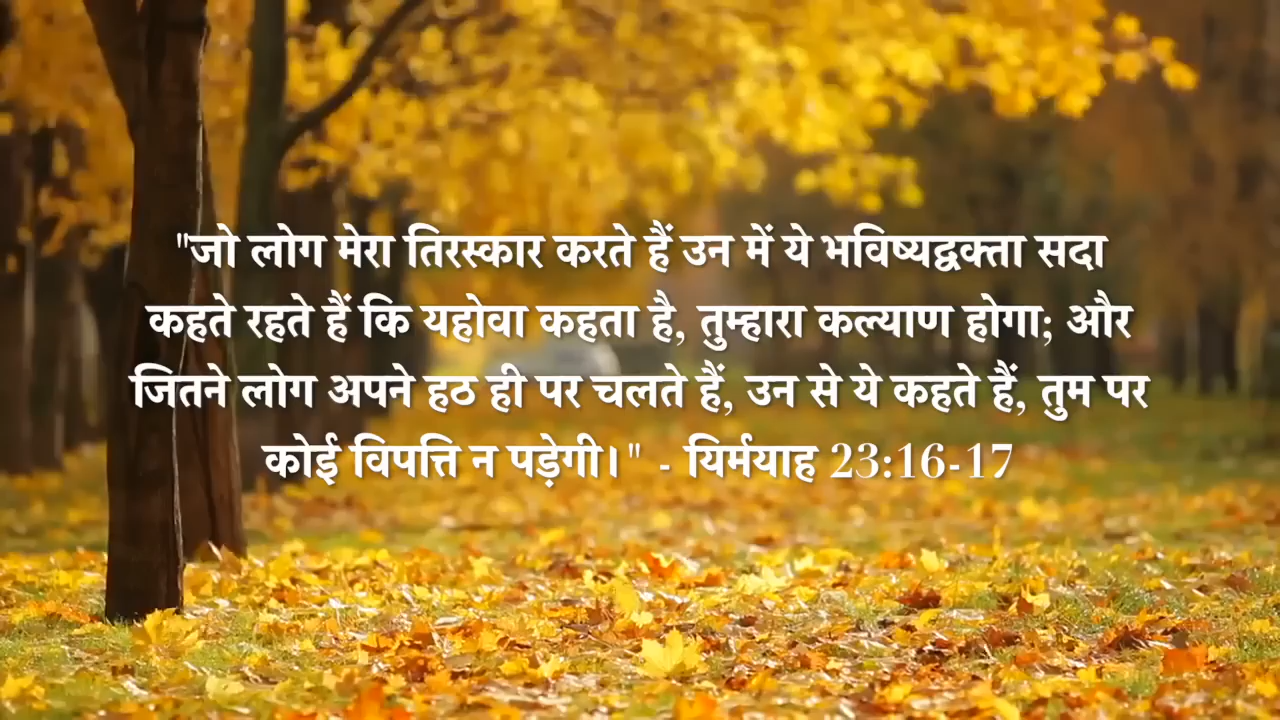 "जो लोग मेरा तिरस्कार करते हैं उन में ये भविष्यद्वक्ता सदा
कहते रहते हैं कि यहोवा कहता है, तुम्हारा कल्याण होगा; और
जितने लोग अपने हठ ही पर चलते हैं, उन से ये कहते हैं, तुम पर
कोई विपत्ति न पड़ेगी।" - यिर्मयाह 23:16-17